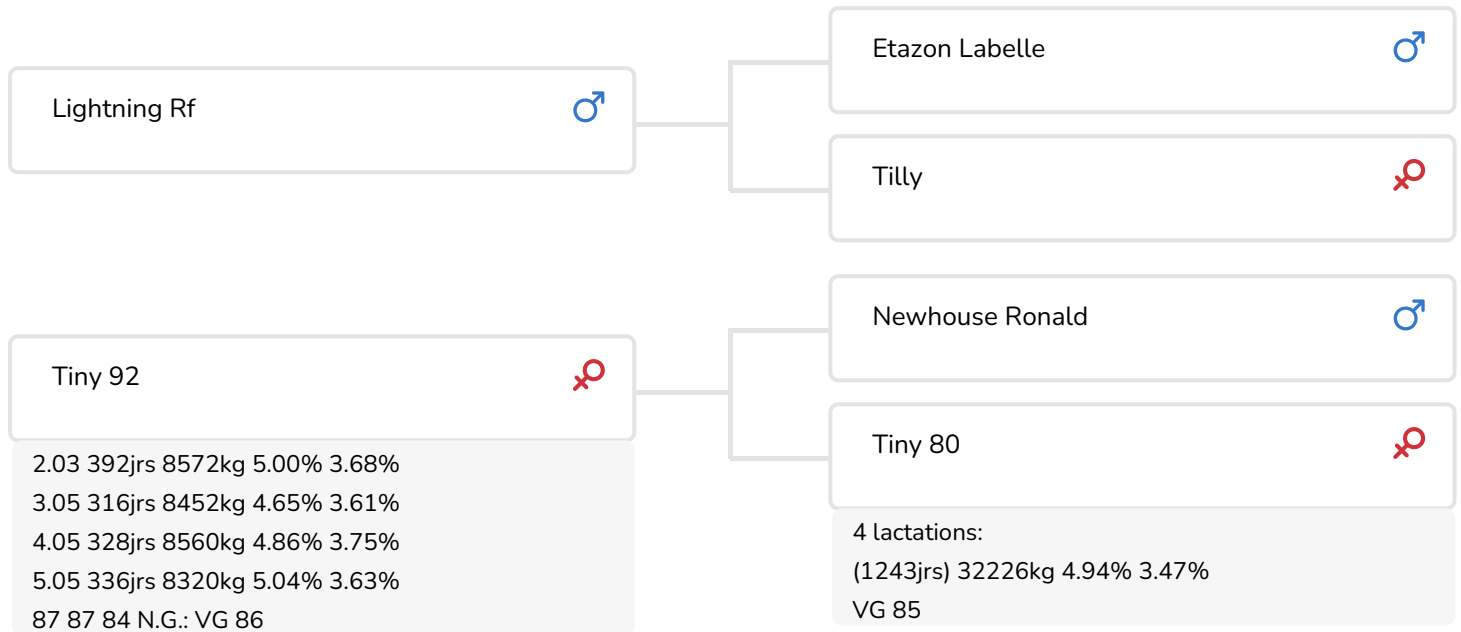 Lightning Rf
Etazon Labelle
Tilly
Tiny 92
2.03 392jrs 8572kg 5.00% 3.68%
3.05 316jrs 8452kg 4.65% 3.61%
4.05 328jrs 8560kg 4.86% 3.75%
5.05 336jrs 8320kg 5.04% 3.63%
87 87 84 N.G.: VG 86
Newhouse Ronald
Tiny 80
4 lactations:
(1243jrs) 32226kg 4.94% 3.47%
VG 85